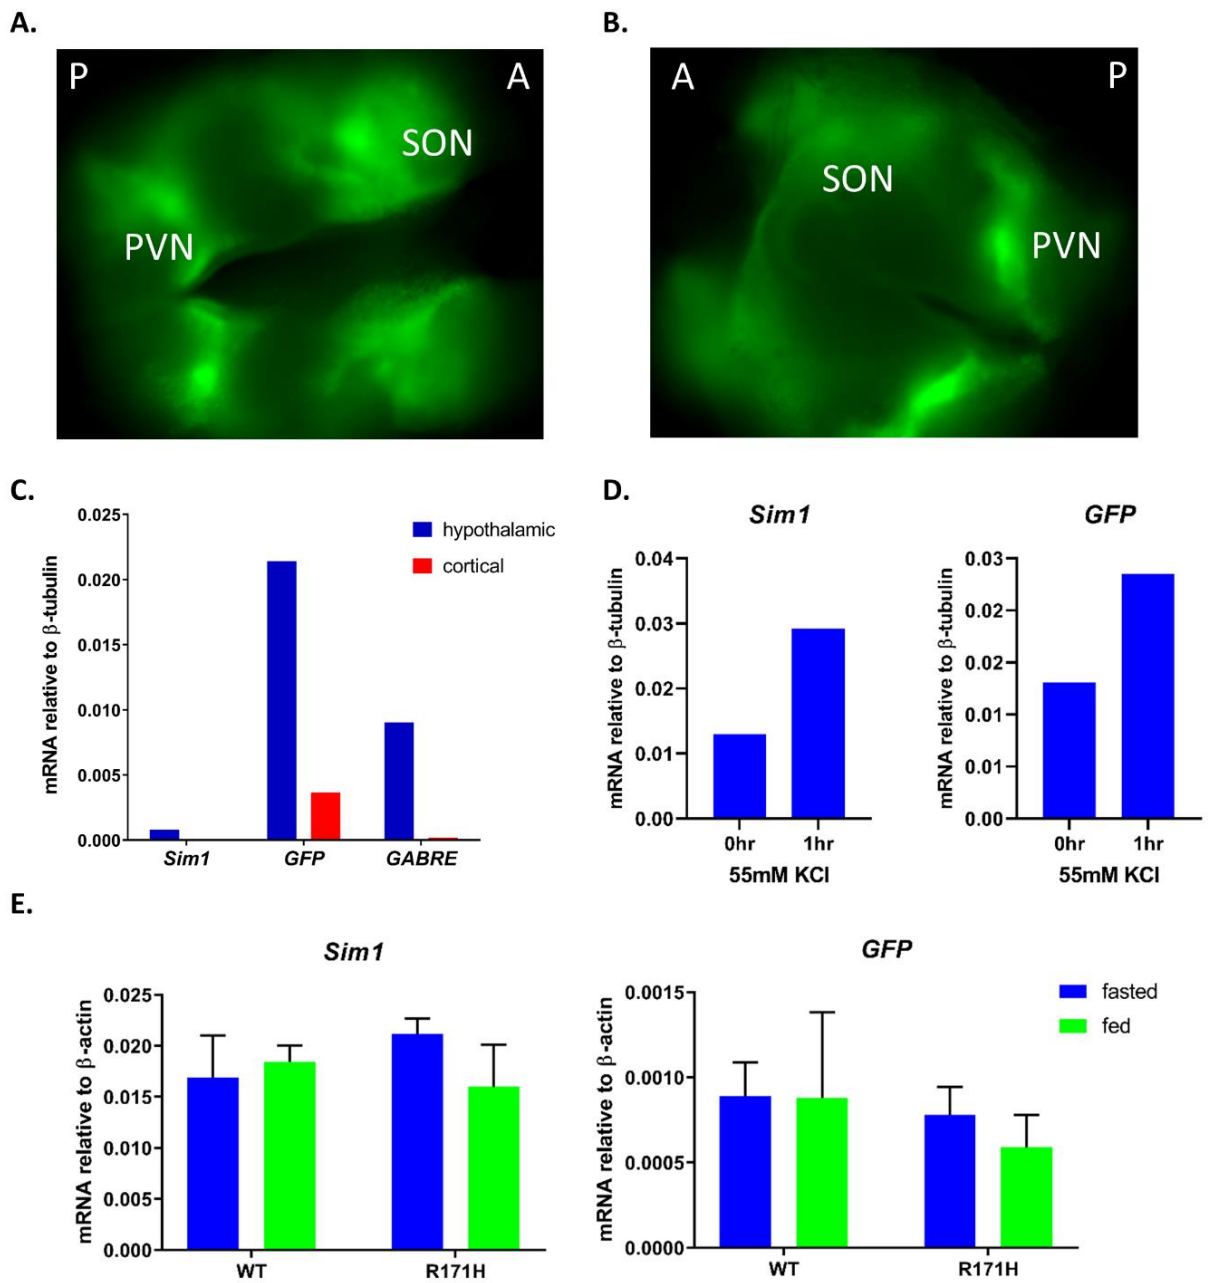 A.
B.
P
A
SON
PVN
A
P
SON
PVN
C.
D.
mRNA relative to β-tubulin
0.025
0.020
0.015
0.010
0.005
0.000
hypothalamic
cortical
Sim1
GFP
GABRE
Sim1
mRNA relative to β-tubulin
0.04
0.03
0.02
0.01
0.00
0hr
1hr
55mM KCl
GFP
mRNA relative to β-tubulin
0.03
0.02
0.02
0.01
0.01
0.00
0hr
1hr
55mM KCl
E.
Sim1
mRNA relative to β-actin
0.025
0.020
0.015
0.010
0.005
0.000
WT
R171H
GFP
mRNA relative to β-actin
0.0015
0.0010
0.0005
0.0000
WT
R171H
fasted
fed